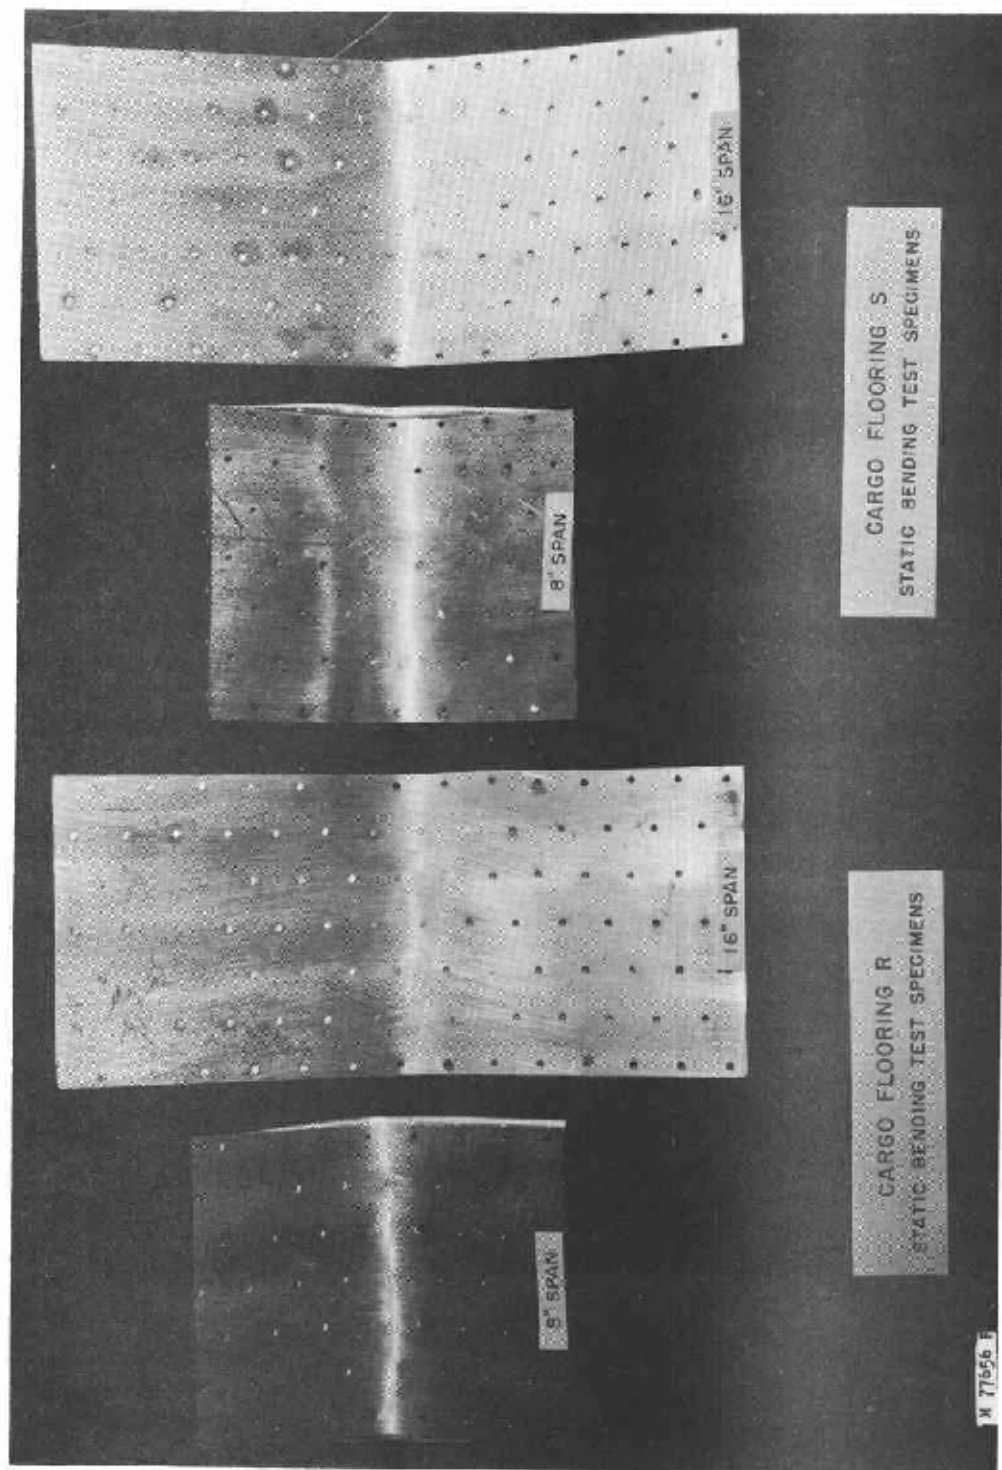 8" SPAN
16" SPAN
8" SPAN
16" SPAN
CARGO FLOORING R
STATIC BENDING TEST SPECIMENS
CARGO FLOORING S
STATIC BENDING TEST SPECIMENS
M 77656 F